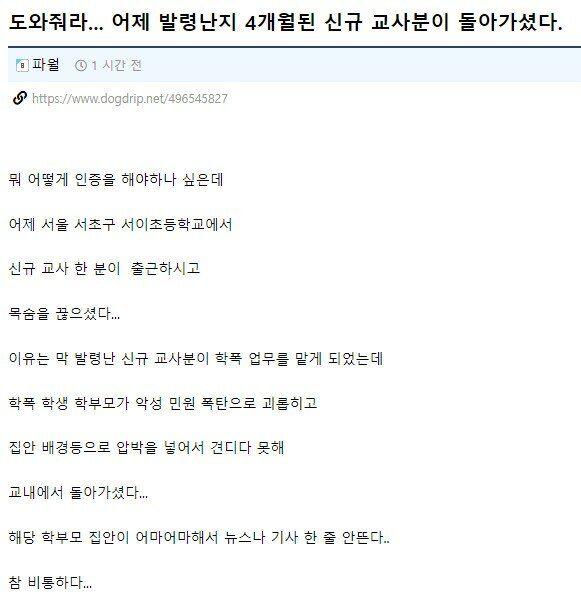 도와줘라... 어제 발령난지 4개월된 신규 교사분이 돌아가셨다.
파월 1 시간 전
https://www.dogdrip.net/496545827
뭐 어떻게 인증을 해야하나 싶은데
어제 서울 서초구 서이초등학교에서
신규 교사 한 분이 출근하시고
목숨을 끊으셨다...
이유는 막 발령난 신규 교사분이 학폭 업무를 맡게 되었는데
학폭 학생 학부모가 악성 민원 폭탄으로 괴롭히고
집안 배경등으로 압박을 넣어서 견디다 못해
교내에서 돌아가셨다...
해당 학부모 집안이 어마어마해서 뉴스나 기사 한 줄 안뜬다..
참 비통하다...